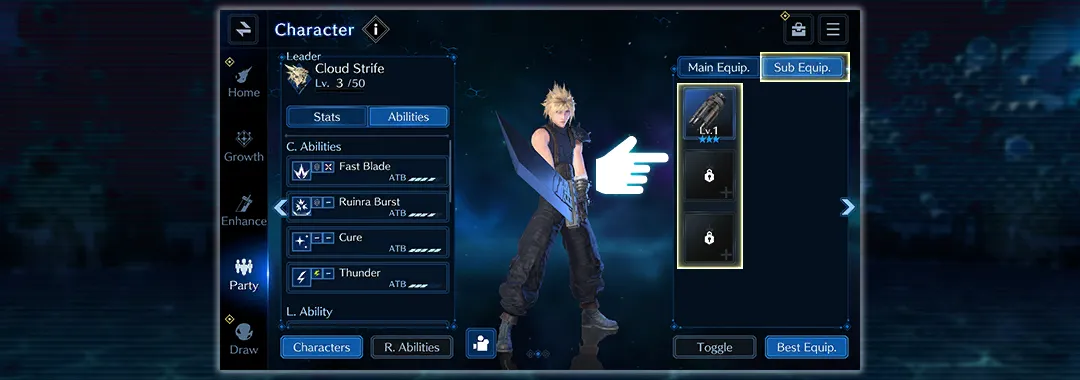 Character
Leader
Cloud Strife
Lv. 3 /50
Stats
Abilities
C. Abilities
Fast Blade
ATB
Ruinra Burst
ATB
Cure
ATB
Thunder
ATB
L. Ability
Characters
R. Abilities
Home
Growth
Enhance
Party
Draw
Main Equip.
Sub Equip.
Lv.1
Toggle
Best Equip.